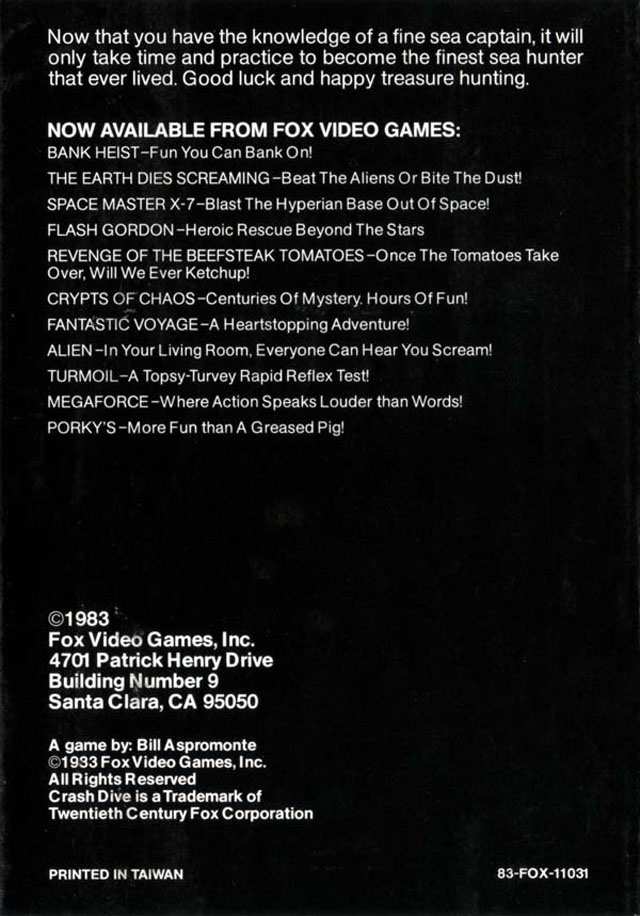 Now that you have the knowledge of a fine sea captain, it will
only take time and practice to become the finest sea hunter
that ever lived. Good luck and happy treasure hunting.
NOW AVAILABLE FROM FOX VIDEO GAMES:
BANK HEIST–Fun You Can Bank On!
THE EARTH DIES SCREAMING–Beat The Aliens Or Bite The Dust!
SPACE MASTER X-7–Blast The Hyperian Base Out Of Space!
FLASH GORDON–Heroic Rescue Beyond The Stars
REVENGE OF THE BEEFSTEAK TOMATOES–Once The Tomatoes Take
Over, Will We Ever Ketchup!
CRYPTS OF CHAOS–Centuries Of Mystery. Hours Of Fun!
FANTASTIC VOYAGE–A Heartstopping Adventure!
ALIEN–In Your Living Room, Everyone Can Hear You Scream!
TURMOIL–A Topsy-Turvey Rapid Reflex Test!
MEGAFORCE–Where Action Speaks Louder than Words!
PORKY'S–More Fun than A Greased Pig!
©1983
Fox Video Games, Inc.
4701 Patrick Henry Drive
Building Number 9
Santa Clara, CA 95050
A game by: Bill Aspromonte
©1983 Fox Video Games, Inc.
All Rights Reserved
Crash Dive is a Trademark of
Twentieth Century Fox Corporation
PRINTED IN TAIWAN
83-FOX-11031